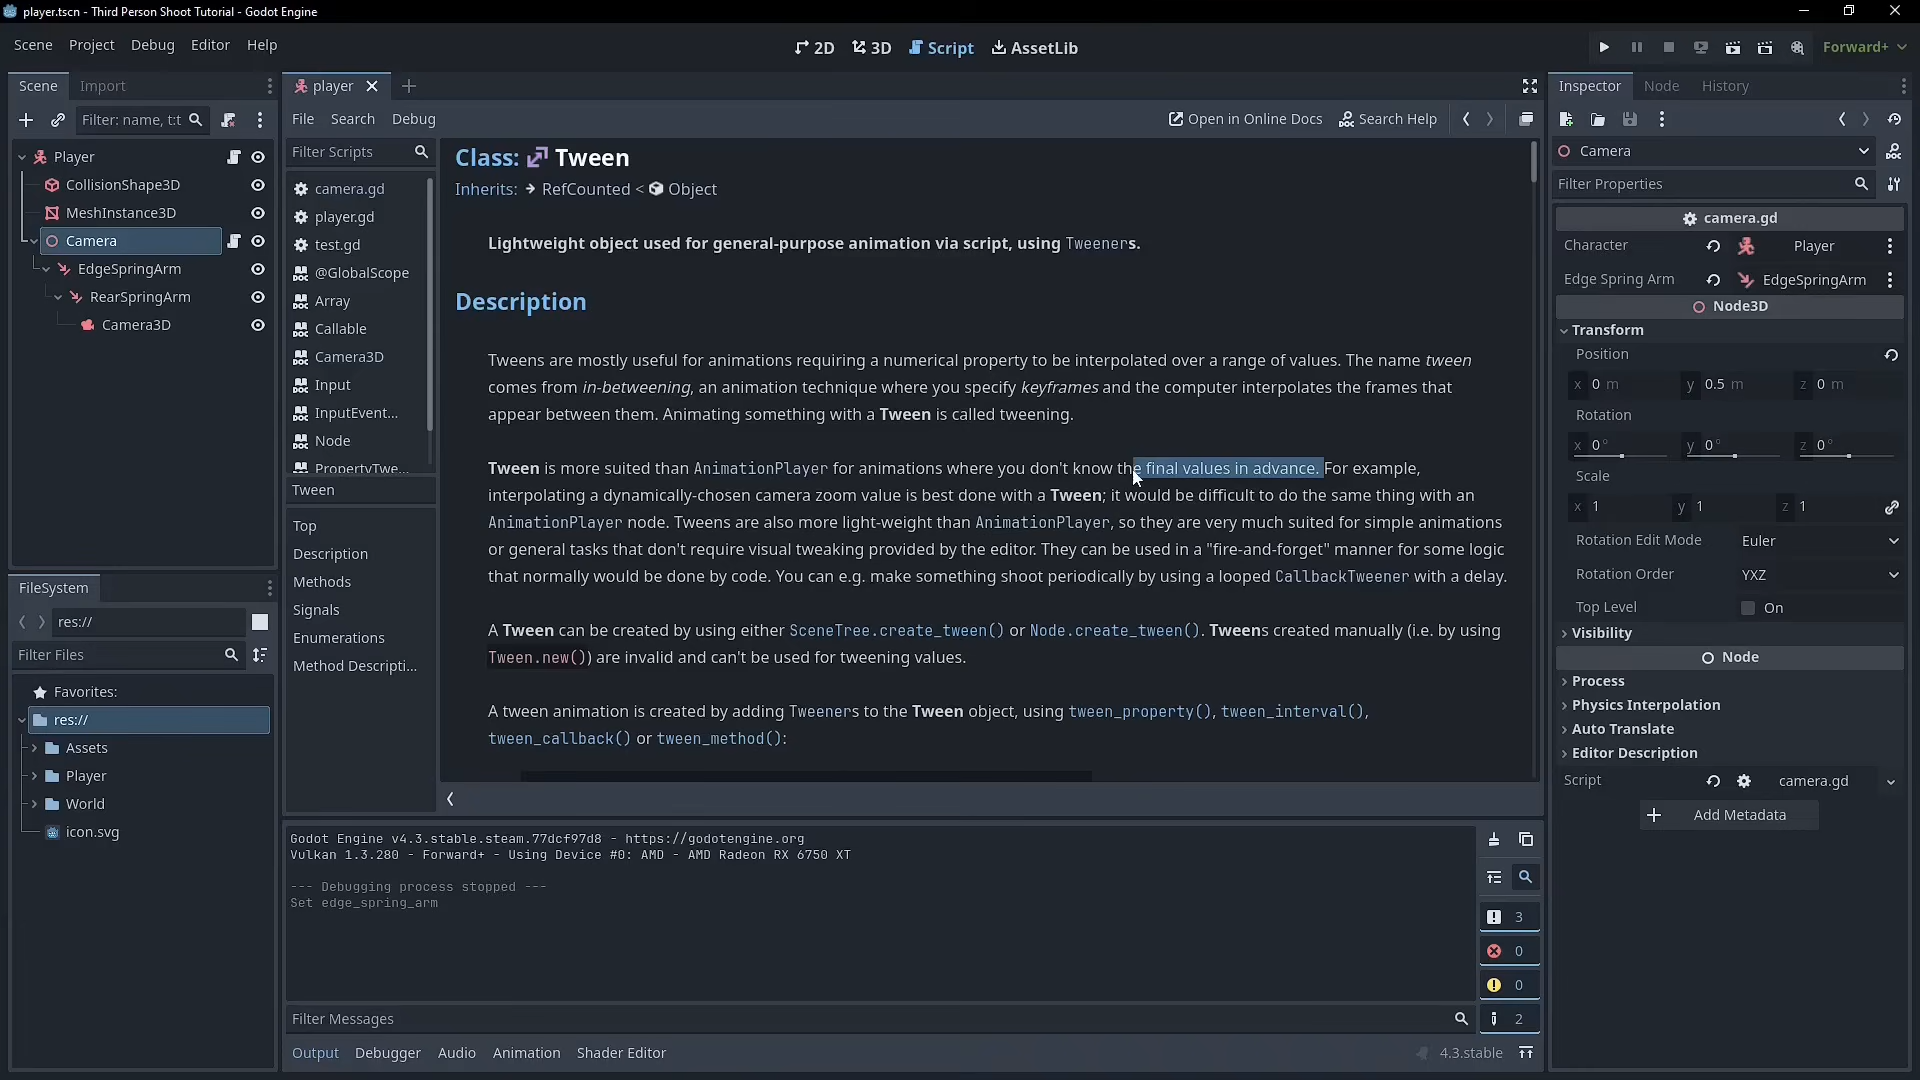 player.tscn - Third Person Shoot Tutorial - Godot Engine
Scene Project Debug Editor Help
2D 3D Script AssetLib
Forward+
Scene Import
Filter: name, t:t
Player
CollisionShape3D
MeshInstance3D
Camera
EdgeSpringArm
RearSpringArm
Camera3D
FileSystem
res://
Filter Files
Favorites:
res://
Assets
Player
World
icon.svg
player
File Search Debug
Open in Online Docs Search Help
Filter Scripts
camera.gd
player.gd
test.gd
@GlobalScope
Array
Callable
Camera3D
Input
InputEvent...
Node
PropertyTwe...
Tween
Top
Description
Methods
Signals
Enumerations
Method Descripti...
Class: Tween
Inherits: RefCounted < Object
Lightweight object used for general-purpose animation via script, using Tweeners.
Description
Tweens are mostly useful for animations requiring a numerical property to be interpolated over a range of values. The name tween
comes from in-betweening, an animation technique where you specify keyframes and the computer interpolates the frames that
appear between them. Animating something with a Tween is called tweening.
Tween is more suited than AnimationPlayer for animations where you don't know the final values in advance. For example,
interpolating a dynamically-chosen camera zoom value is best done with a Tween; it would be difficult to do the same thing with an
AnimationPlayer node. Tweens are also more light-weight than AnimationPlayer, so they are very much suited for simple animations
or general tasks that don't require visual tweaking provided by the editor. They can be used in a "fire-and-forget" manner for some logic
that normally would be done by code. You can e.g. make something shoot periodically by using a looped CallbackTweener with a delay.
A Tween can be created by using either SceneTree.create_tween() or Node.create_tween(). Tweens created manually (i.e. by using
Tween.new()) are invalid and can't be used for tweening values.
A tween animation is created by adding Tweeners to the Tween object, using tween_property(), tween_interval(),
tween_callback() or tween_method():
Godot Engine v4.3.stable.steam.77dcf97d8 - https://godotengine.org
Vulkan 1.3.280 - Forward+ - Using Device #0: AMD - AMD Radeon RX 6750 XT
--- Debugging process stopped ---
Set edge_spring_arm
3
0
0
2
Filter Messages
Output Debugger Audio Animation Shader Editor
4.3.stable
Inspector Node History
Camera
Filter Properties
camera.gd
Character Player
Edge Spring Arm EdgeSpringArm
Node3D
Transform
Position
x 0 m y 0.5 m z 0 m
Rotation
x 0° y 0° z 0°
Scale
x 1 y 1 z 1
Rotation Edit Mode Euler
Rotation Order YXZ
Top Level On
Visibility
Node
Process
Physics Interpolation
Auto Translate
Editor Description
Script camera.gd
Add Metadata